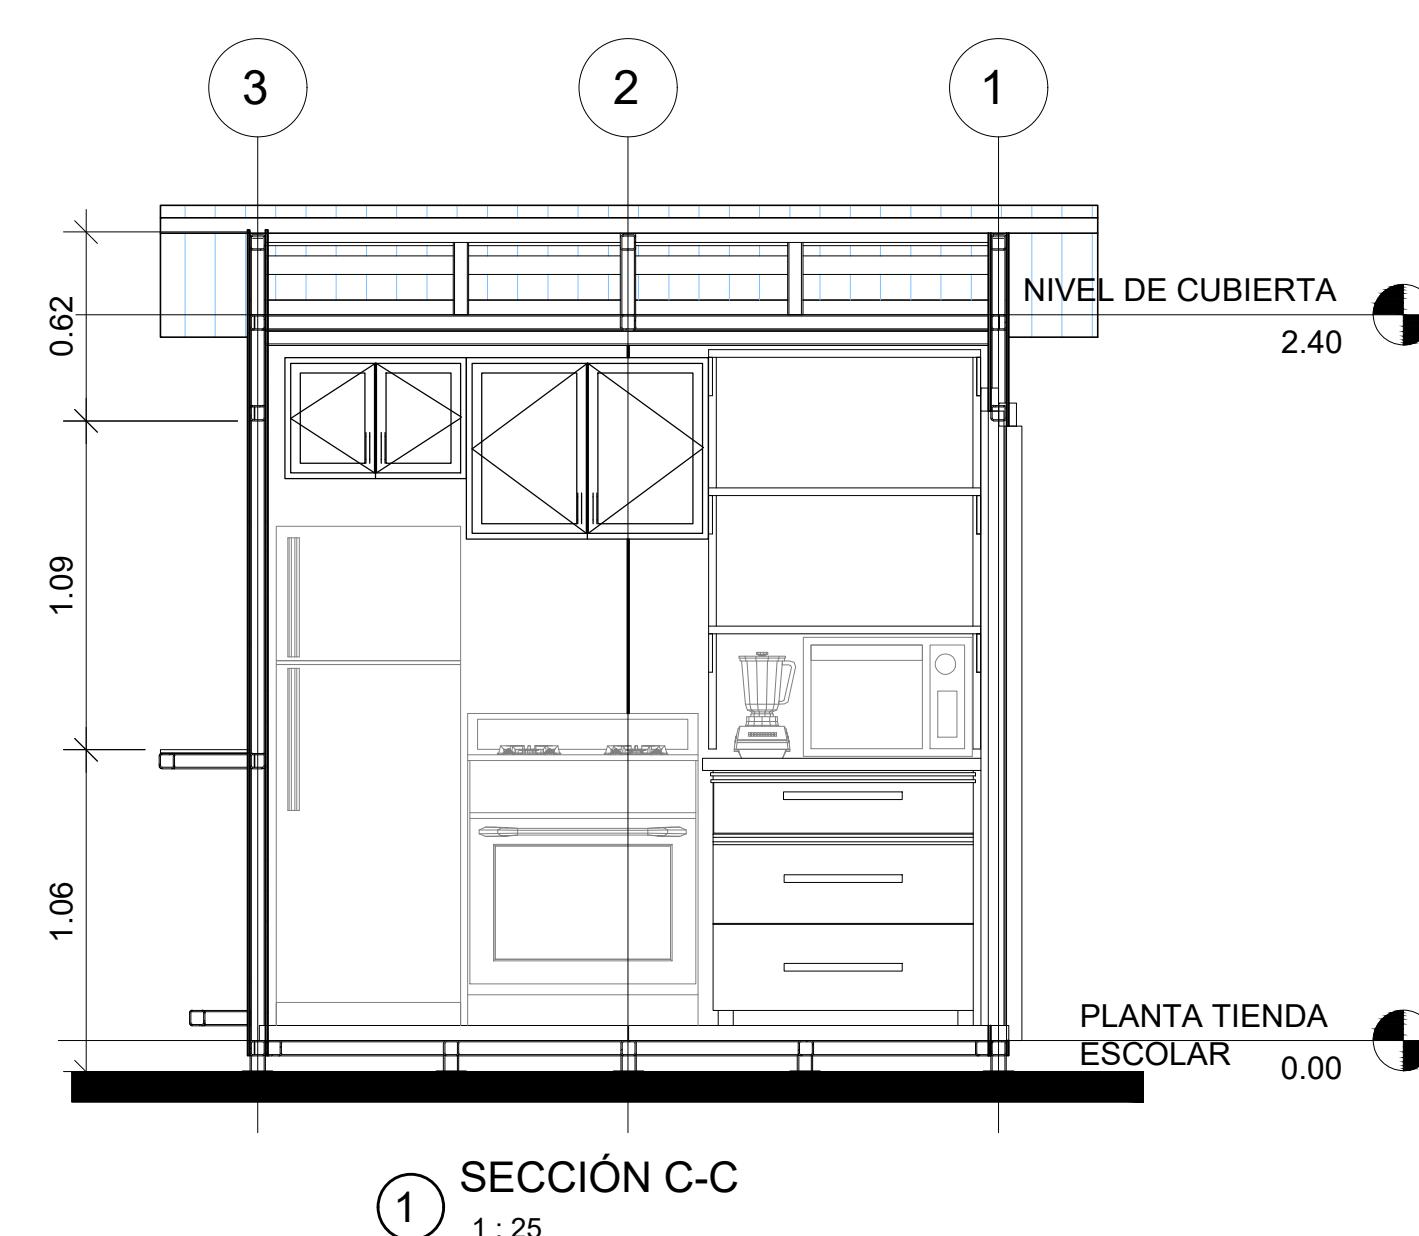 3
2
1
NIVEL DE CUBIERTA
2.40
0.62
1.09
1.06
PLANTA TIENDA
ESCOLAR
0.00
SECCIÓN C-C
1
1 : 25